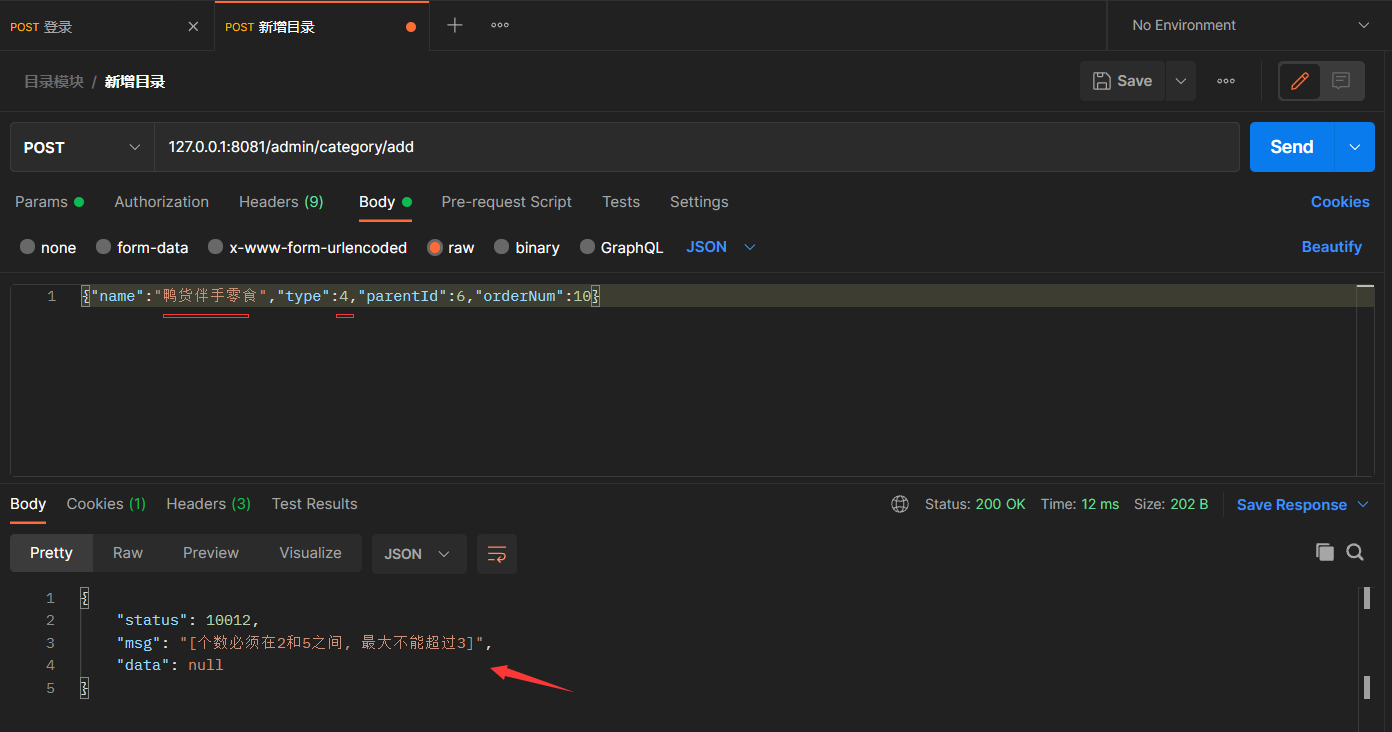 POST 登录
POST 新增目录
No Environment
目录模块 / 新增目录
Save
POST
127.0.0.1:8081/admin/category/add
Send
Params Authorization Headers (9) Body Pre-request Script Tests Settings Cookies
none form-data x-www-form-urlencoded raw binary GraphQL JSON Beautify
1 {"name":"鸭货伴手零食","type":4,"parentId":6,"orderNum":10}
Body Cookies (1) Headers (3) Test Results Status: 200 OK Time: 12 ms Size: 202 B Save Response
Pretty Raw Preview Visualize JSON
1 {
2 "status": 10012,
3 "msg": "[个数必须在2和5之间, 最大不能超过3]",
4 "data": null
5 }